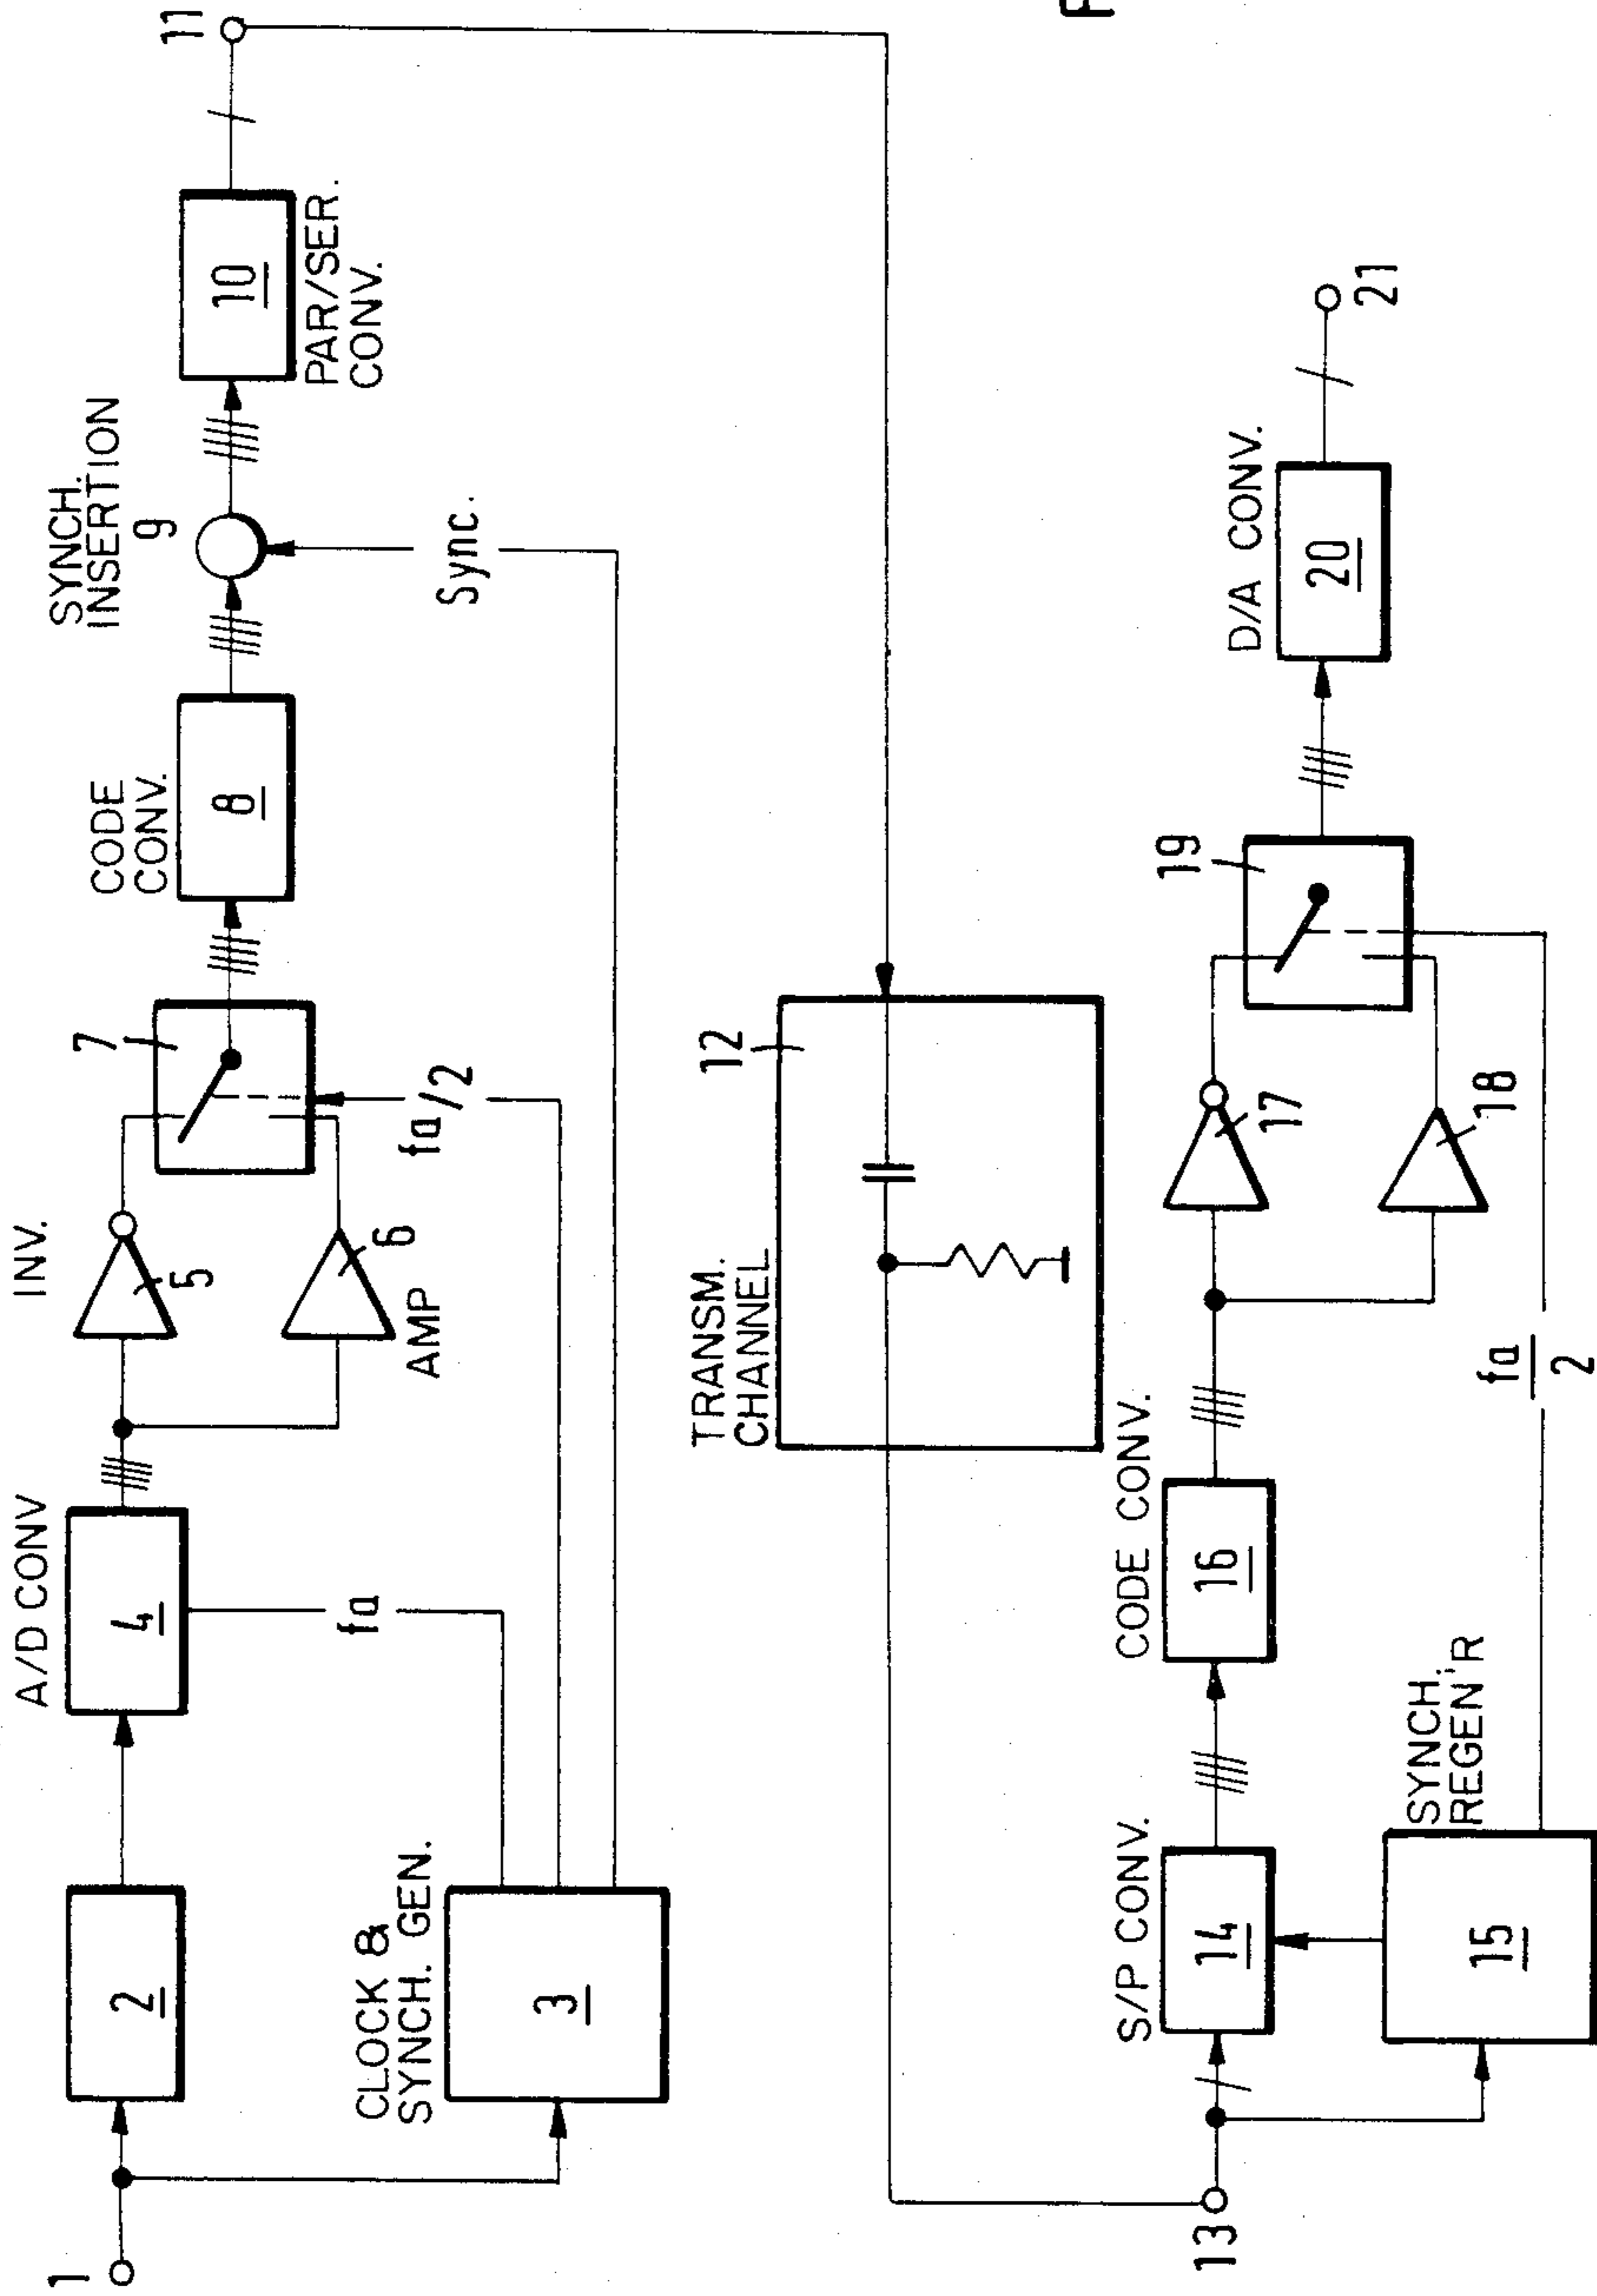 1
2
A/D CONV
4
INV.
5
6
AMP
7
CODE
CONV.
8
SYNCH.
INSERTION
9
10
PAR/SER.
CONV.
11
CLOCK &
SYNCH. GEN.
3
fa
fa/2
Sync.
TRANSM.
CHANNEL
12
13
S/P CONV.
14
SYNCH.
REGEN'R
15
CODE CONV.
16
17
18
fa
2
19
D/A CONV.
20
21
F